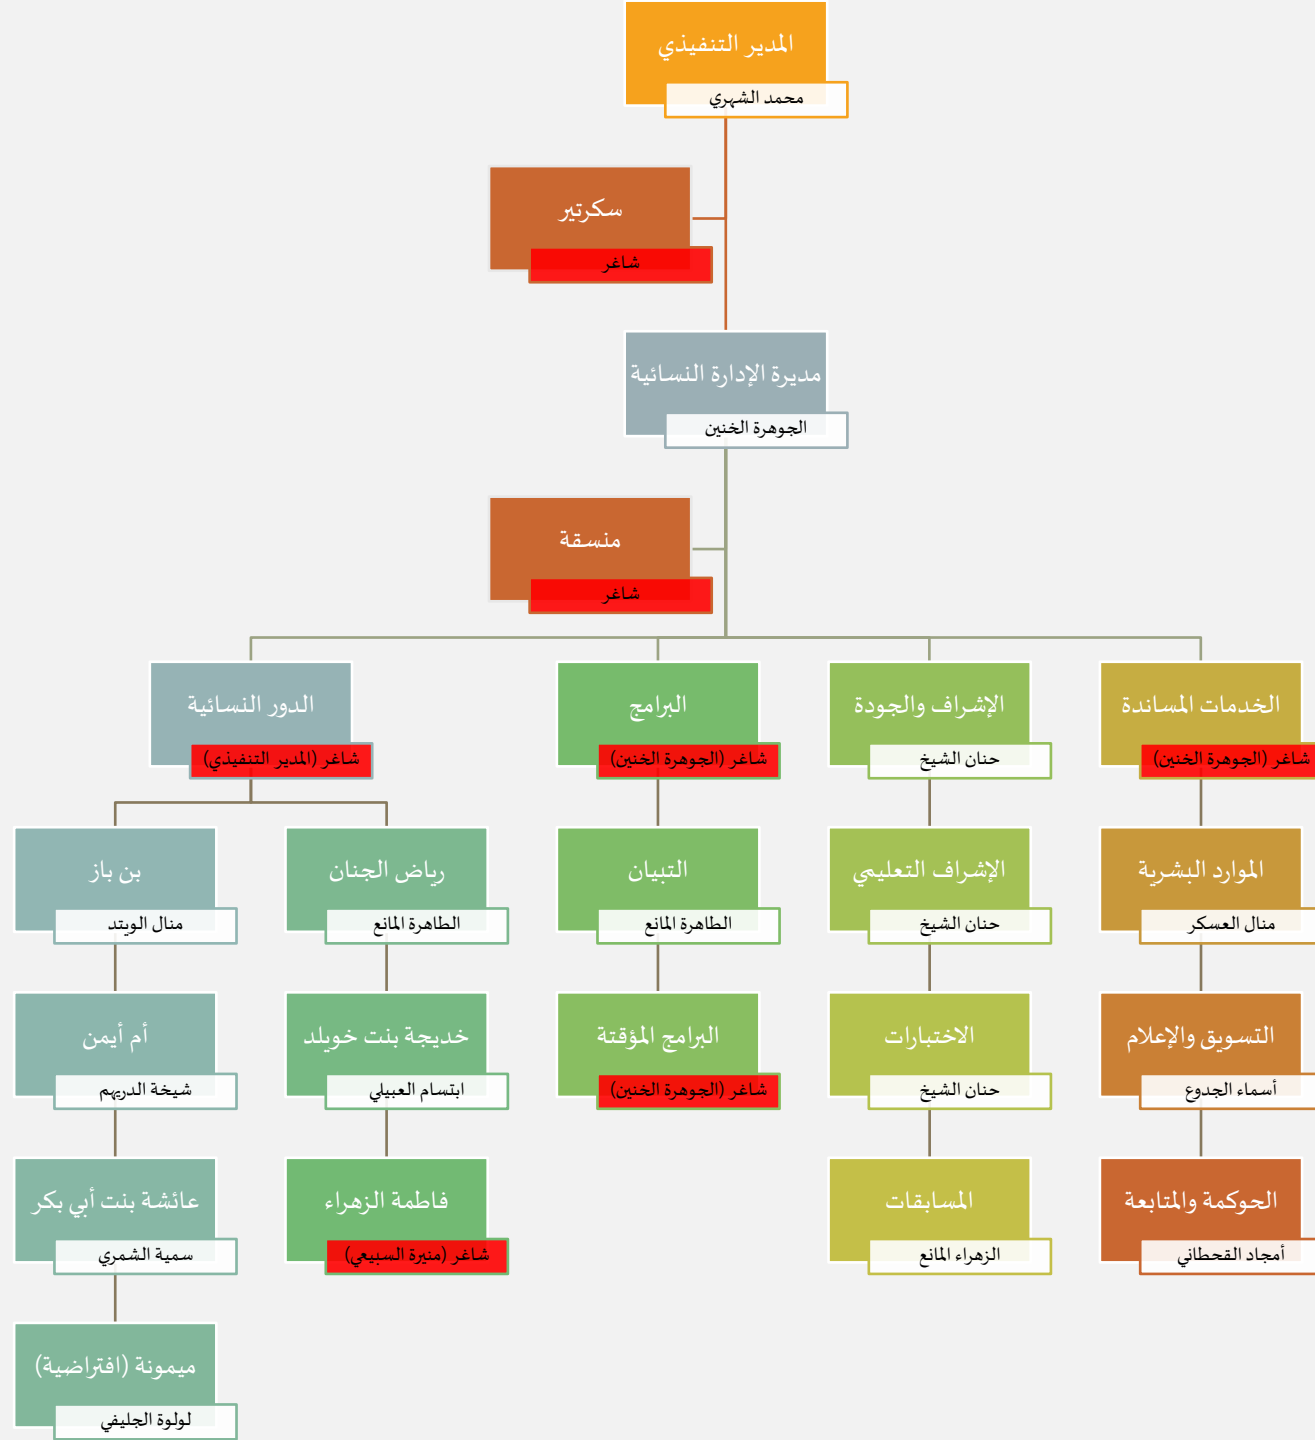 المدير التنفيذي
محمد الشهري
سكرتير
شاغر
مديرة الإدارة النسائية
الجوهرة الخنين
منسقة
شاغر
الخدمات المساندة
شاغر (الجوهرة الخنين)
الإشراف والجودة
حنان الشيخ
البرامج
شاغر (الجوهرة الخنين)
الدور النسائية
شاغر (المدير التنفيذي)
الموارد البشرية
منال العسكر
الإشراف التعليمي
حنان الشيخ
التبيان
الطاهرة المانع
رياض الجنان
الطاهرة المانع
بن باز
منال الويتد
التسويق والإعلام
أسماء الجدوع
الاختبارات
حنان الشيخ
البرامج المؤقتة
شاغر (الجوهرة الخنين)
خديجة بنت خويلد
ابتسام العبيلي
أم أيمن
شيخة الدريهم
الحوكمة والمتابعة
أمجاد القحطاني
المسابقات
الزهراء المانع
فاطمة الزهراء
شاغر (منيرة السبيعي)
عائشة بنت أبي بكر
سمية الشمري
ميمونة (افتراضية)
لولوة الجليفي